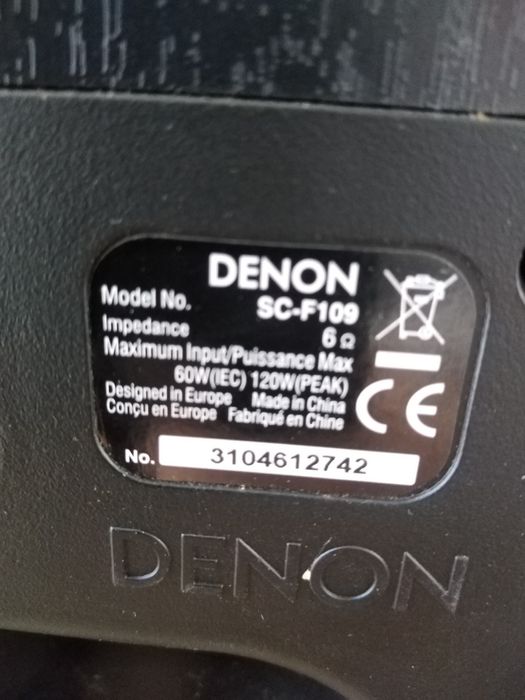 DENON
Model No. SC-F109
Impedance 6 Ω
Maximum Input/Puissance Max
60W(IEC) 120W(PEAK)
Designed in Europe Made in China
Conçu en Europe Fabriqué en Chine
CE
No. 3104612742
DENON